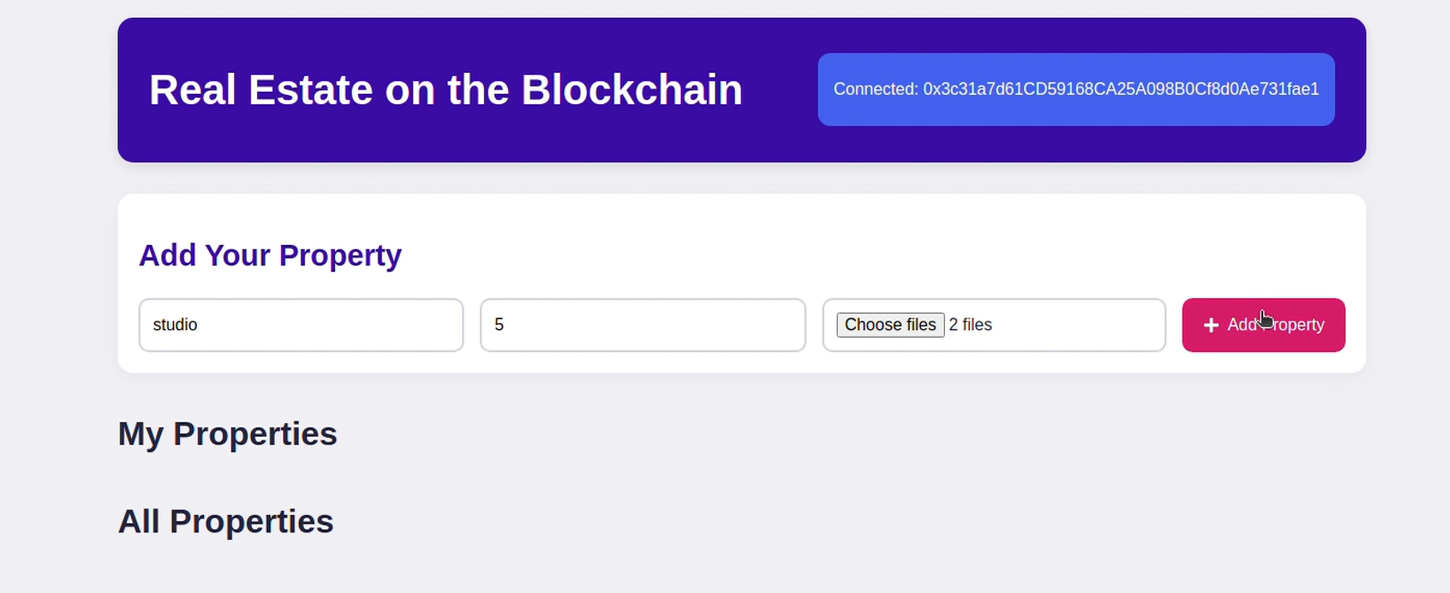 Real Estate on the Blockchain
Connected: 0x3c31a7d61CD59168CA25A098B0Cf8d0Ae731fae1
Add Your Property
studio
5
Choose files 2 files
Add Property
My Properties
All Properties